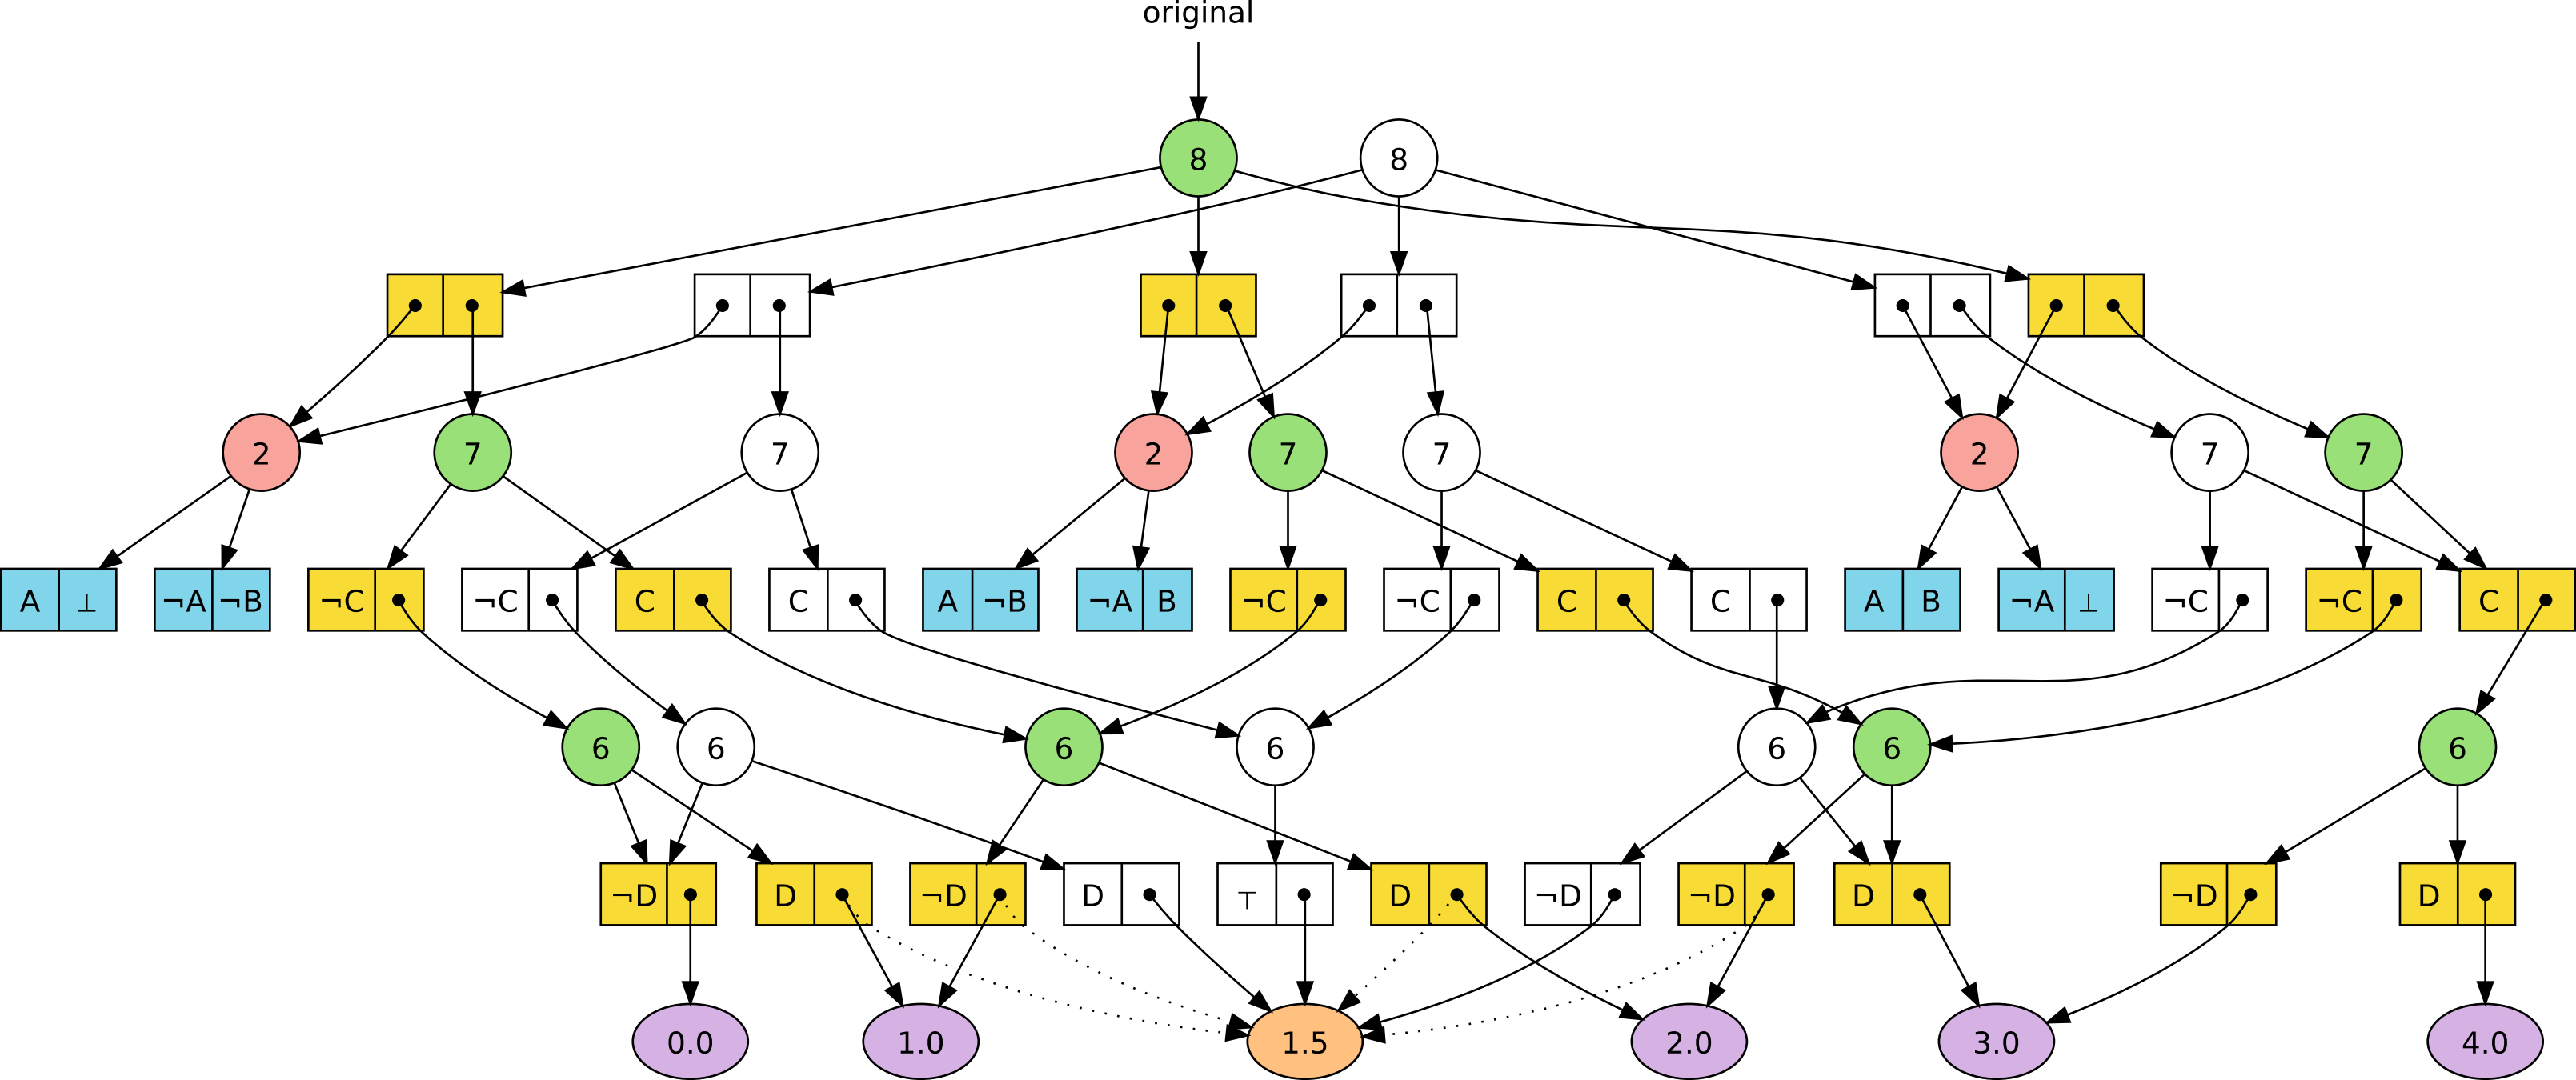 original
8 8
2 7 7 2 7 7 2 7 7
A ⊥ ¬A ¬B ¬C ¬C C C A ¬B ¬A B ¬C ¬C C C A B ¬A ⊥ ¬C ¬C C
6 6 6 6 6 6 6
¬D D ¬D D ⊤ D ¬D ¬D D ¬D D
0.0 1.0 1.5 2.0 3.0 4.0